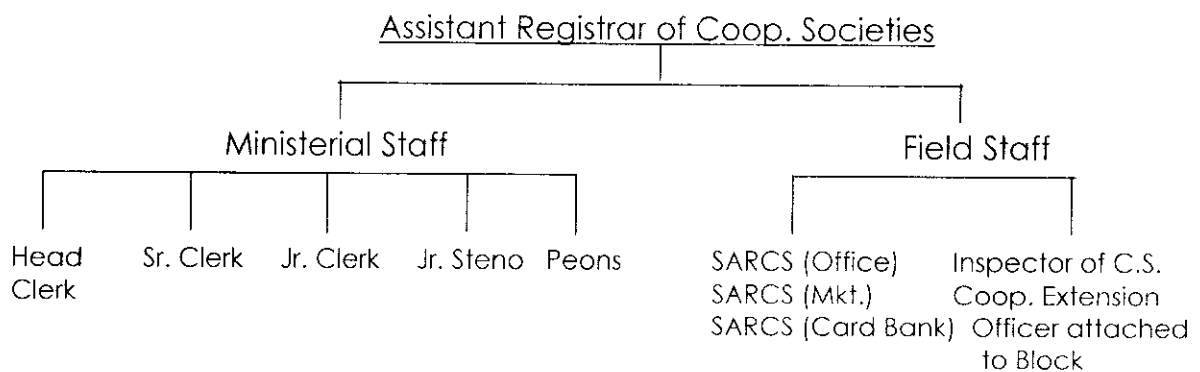 Assistant Registrar of Coop. Societies
Ministerial Staff
Field Staff
Head
Clerk
Sr. Clerk
Jr. Clerk
Jr. Steno
Peons
SARCS (Office)
SARCS (Mkt.)
SARCS (Card Bank)
Inspector of C.S.
Coop. Extension
Officer attached
to Block